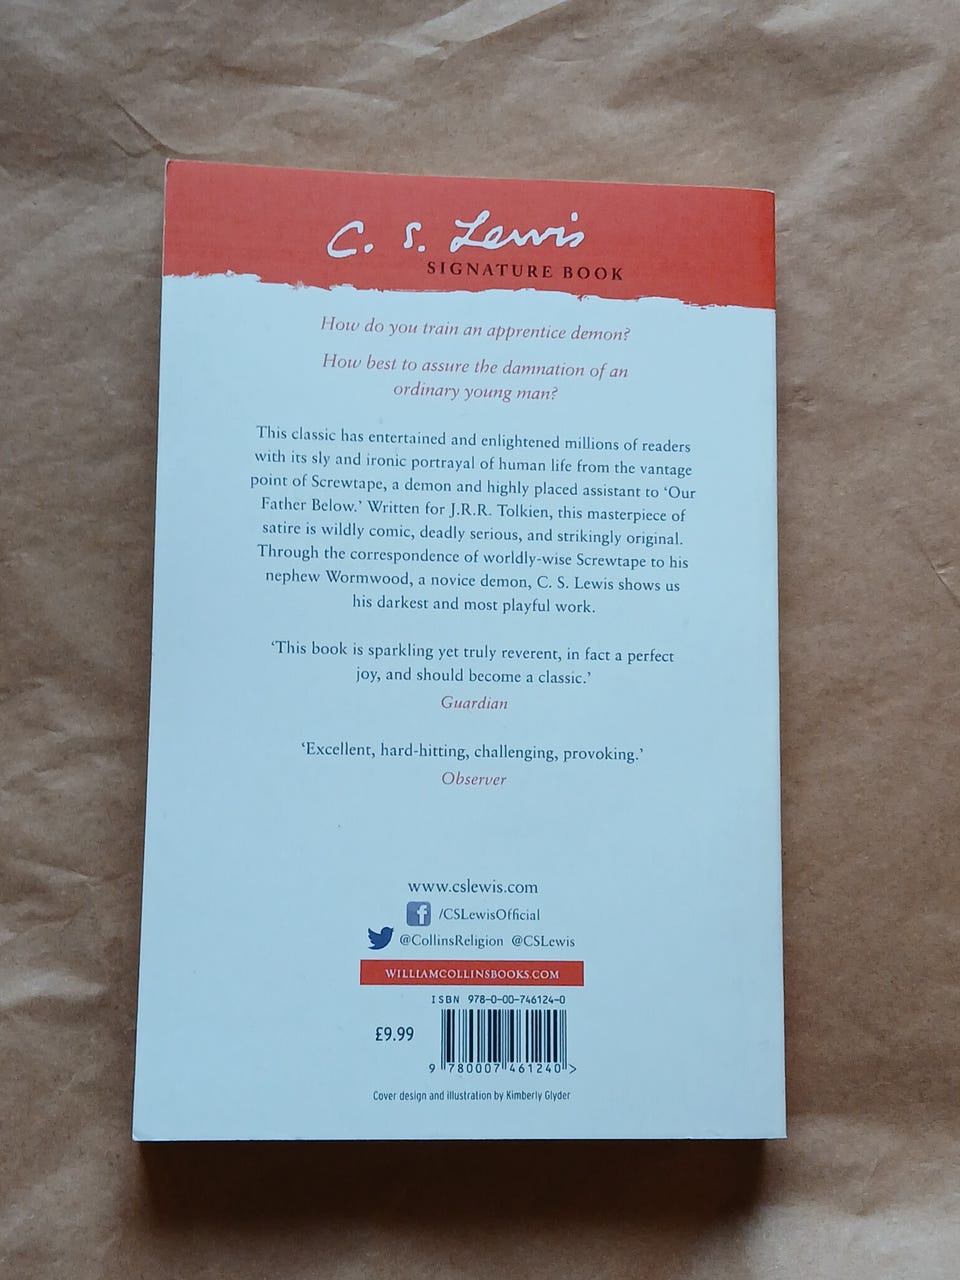 C. S. Lewis
SIGNATURE BOOK
How do you train an apprentice demon?
How best to assure the damnation of an
ordinary young man?
This classic has entertained and enlightened millions of readers
with its sly and ironic portrayal of human life from the vantage
point of Screwtape, a demon and highly placed assistant to ‘Our
Father Below.’ Written for J.R.R. Tolkien, this masterpiece of
satire is wildly comic, deadly serious, and strikingly original.
Through the correspondence of worldly-wise Screwtape to his
nephew Wormwood, a novice demon, C. S. Lewis shows us
his darkest and most playful work.
‘This book is sparkling yet truly reverent, in fact a perfect
joy, and should become a classic.’
Guardian
‘Excellent, hard-hitting, challenging, provoking.’
Observer
www.cslewis.com
f /CSLewisOfficial
@CollinsReligion @CSLewis
WILLIAMCOLLINSBOOKS.COM
ISBN 978-0-00-746124-0
£9.99
9 780007 461240 >
Cover design and illustration by Kimberly Glyder